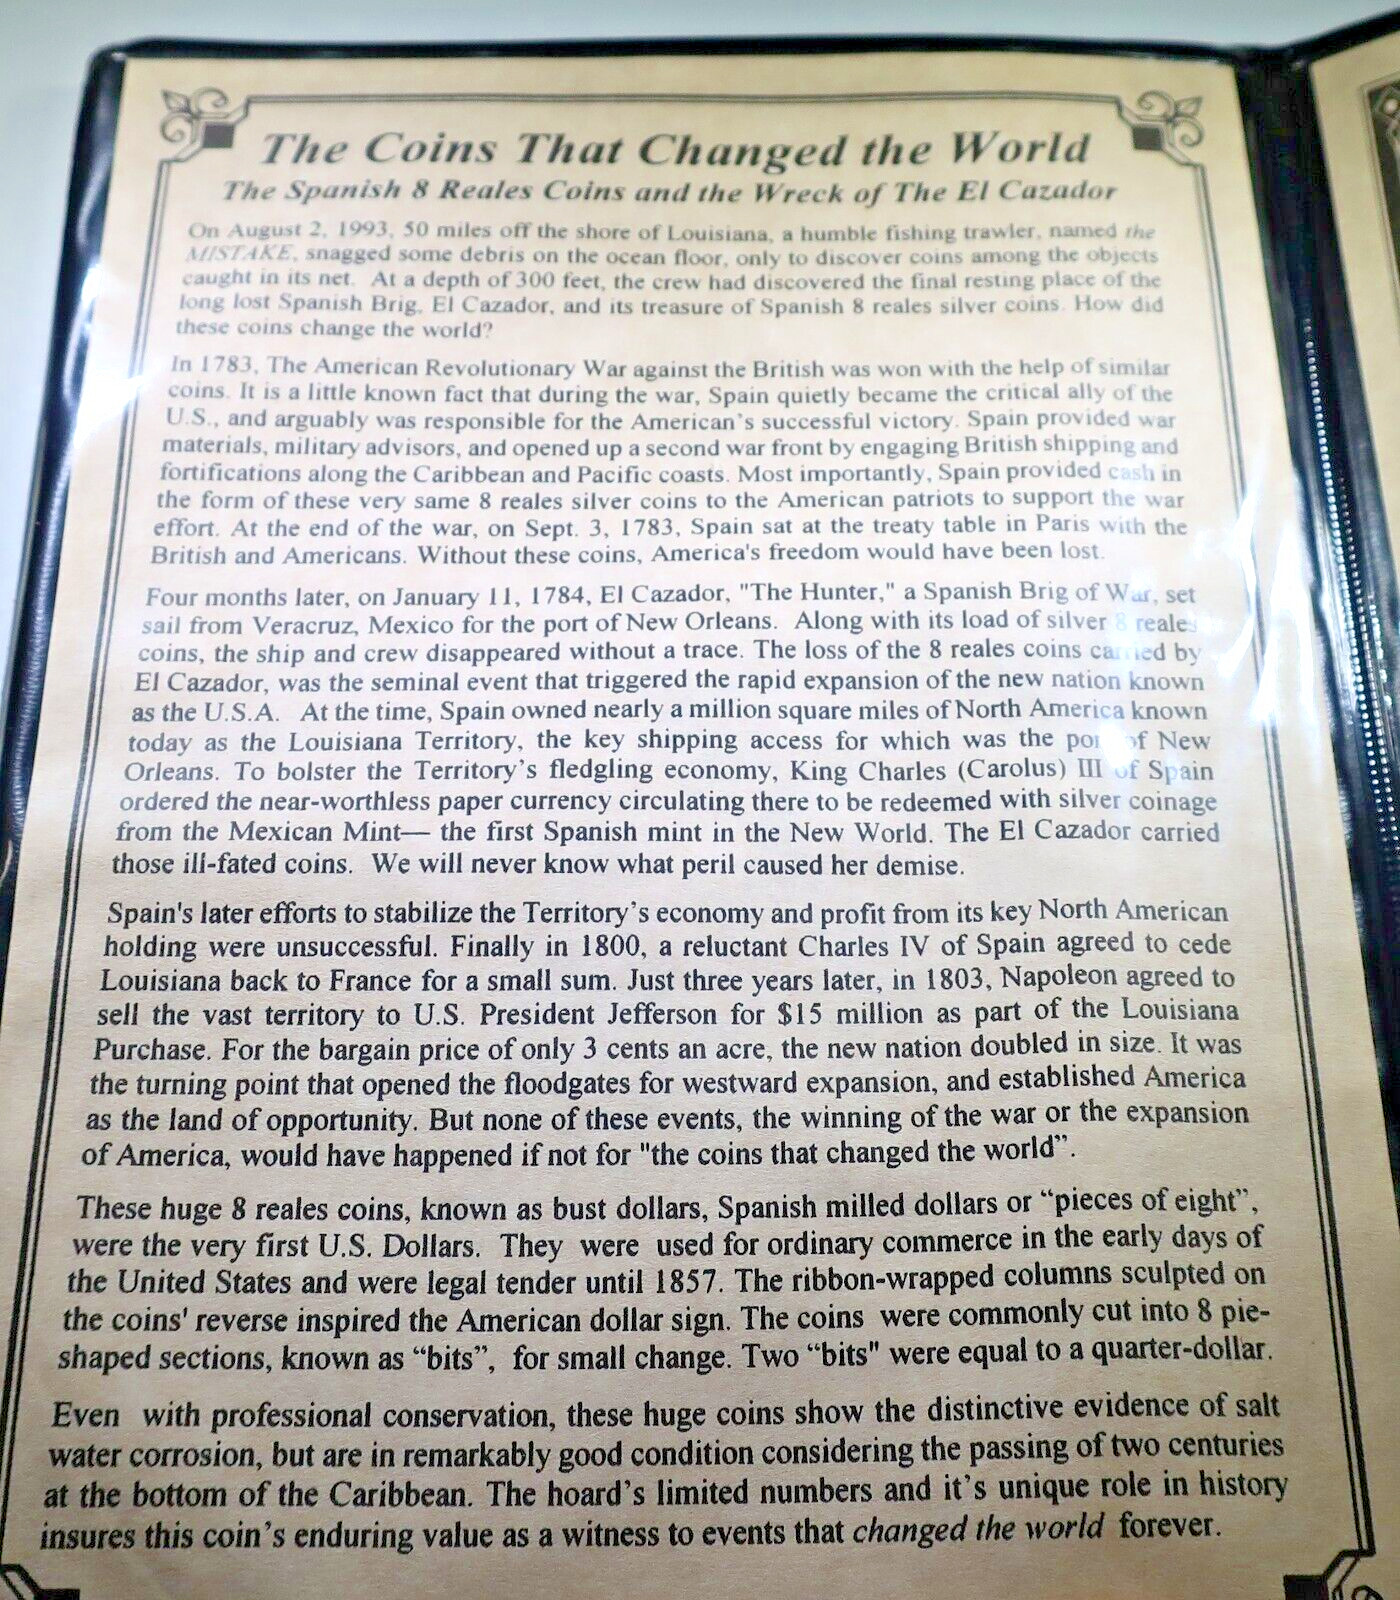 The Coins That Changed the World
The Spanish 8 Reales Coins and the Wreck of The El Cazador
On August 2, 1993, 50 miles off the shore of Louisiana, a humble fishing trawler, named the
MISTAKE, snagged some debris on the ocean floor, only to discover coins among the objects
caught in its net. At a depth of 300 feet, the crew had discovered the final resting place of the
long lost Spanish Brig, El Cazador, and its treasure of Spanish 8 reales silver coins. How did
these coins change the world?
In 1783, The American Revolutionary War against the British was won with the help of similar
coins. It is a little known fact that during the war, Spain quietly became the critical ally of the
U.S., and arguably was responsible for the American's successful victory. Spain provided war
materials, military advisors, and opened up a second war front by engaging British shipping and
fortifications along the Caribbean and Pacific coasts. Most importantly, Spain provided cash in
the form of these very same 8 reales silver coins to the American patriots to support the war
effort. At the end of the war, on Sept. 3, 1783, Spain sat at the treaty table in Paris with the
British and Americans. Without these coins, America's freedom would have been lost.
Four months later, on January 11, 1784, El Cazador, "The Hunter," a Spanish Brig of War, set
sail from Veracruz, Mexico for the port of New Orleans. Along with its load of silver 8 reales
coins, the ship and crew disappeared without a trace. The loss of the 8 reales coins carried by
El Cazador, was the seminal event that triggered the rapid expansion of the new nation known
as the U.S.A. At the time, Spain owned nearly a million square miles of North America known
today as the Louisiana Territory, the key shipping access for which was the port of New
Orleans. To bolster the Territory's fledgling economy, King Charles (Carolus) III of Spain
ordered the near-worthless paper currency circulating there to be redeemed with silver coinage
from the Mexican Mint— the first Spanish mint in the New World. The El Cazador carried
those ill-fated coins. We will never know what peril caused her demise.
Spain's later efforts to stabilize the Territory's economy and profit from its key North American
holding were unsuccessful. Finally in 1800, a reluctant Charles IV of Spain agreed to cede
Louisiana back to France for a small sum. Just three years later, in 1803, Napoleon agreed to
sell the vast territory to U.S. President Jefferson for $15 million as part of the Louisiana
Purchase. For the bargain price of only 3 cents an acre, the new nation doubled in size. It was
the turning point that opened the floodgates for westward expansion, and established America
as the land of opportunity. But none of these events, the winning of the war or the expansion
of America, would have happened if not for "the coins that changed the world”.
These huge 8 reales coins, known as bust dollars, Spanish milled dollars or “pieces of eight”,
were the very first U.S. Dollars. They were used for ordinary commerce in the early days of
the United States and were legal tender until 1857. The ribbon-wrapped columns sculpted on
the coins' reverse inspired the American dollar sign. The coins were commonly cut into 8 pie-
shaped sections, known as “bits”, for small change. Two “bits" were equal to a quarter-dollar.
Even with professional conservation, these huge coins show the distinctive evidence of salt
water corrosion, but are in remarkably good condition considering the passing of two centuries
at the bottom of the Caribbean. The hoard's limited numbers and it's unique role in history
insures this coin's enduring value as a witness to events that changed the world forever.